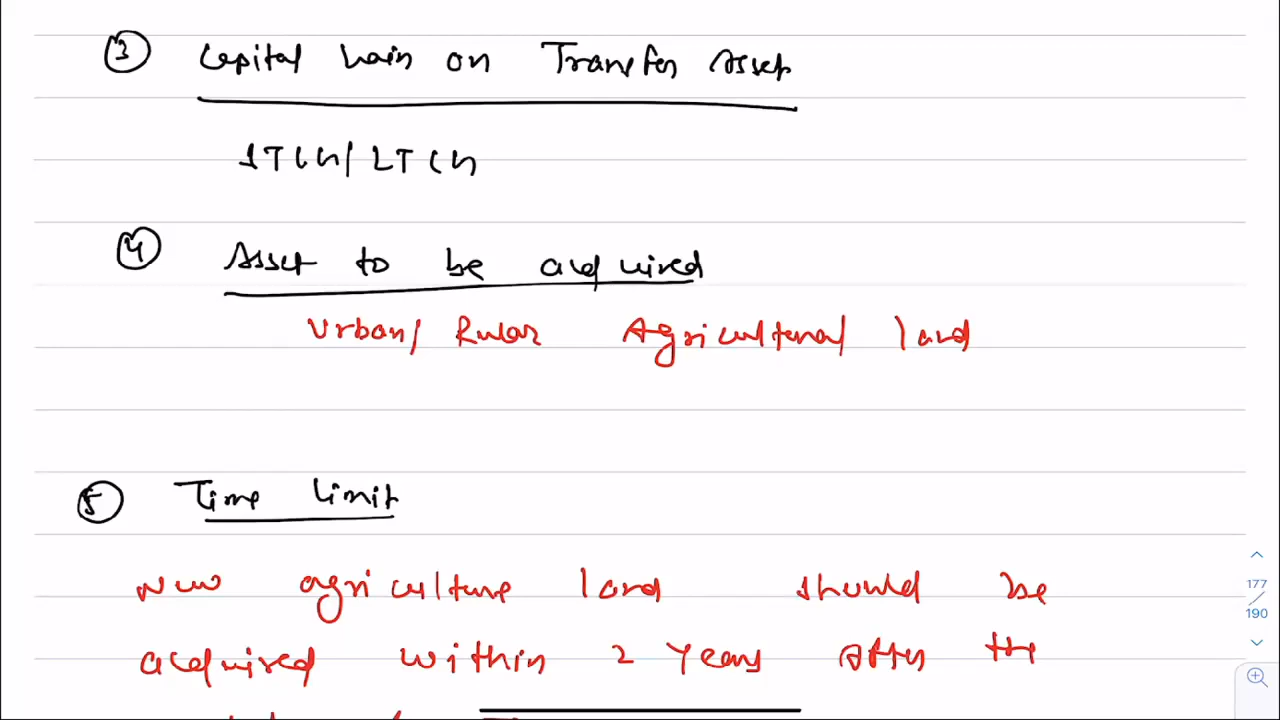 ③ Capital Gain on Transfer Asset
STCG/LTCG
④ Asset to be acquired
Urban/ Rular Agricultural land
⑤ Time limit
New agriculture land should be
acquired within 2 years after the
177
190